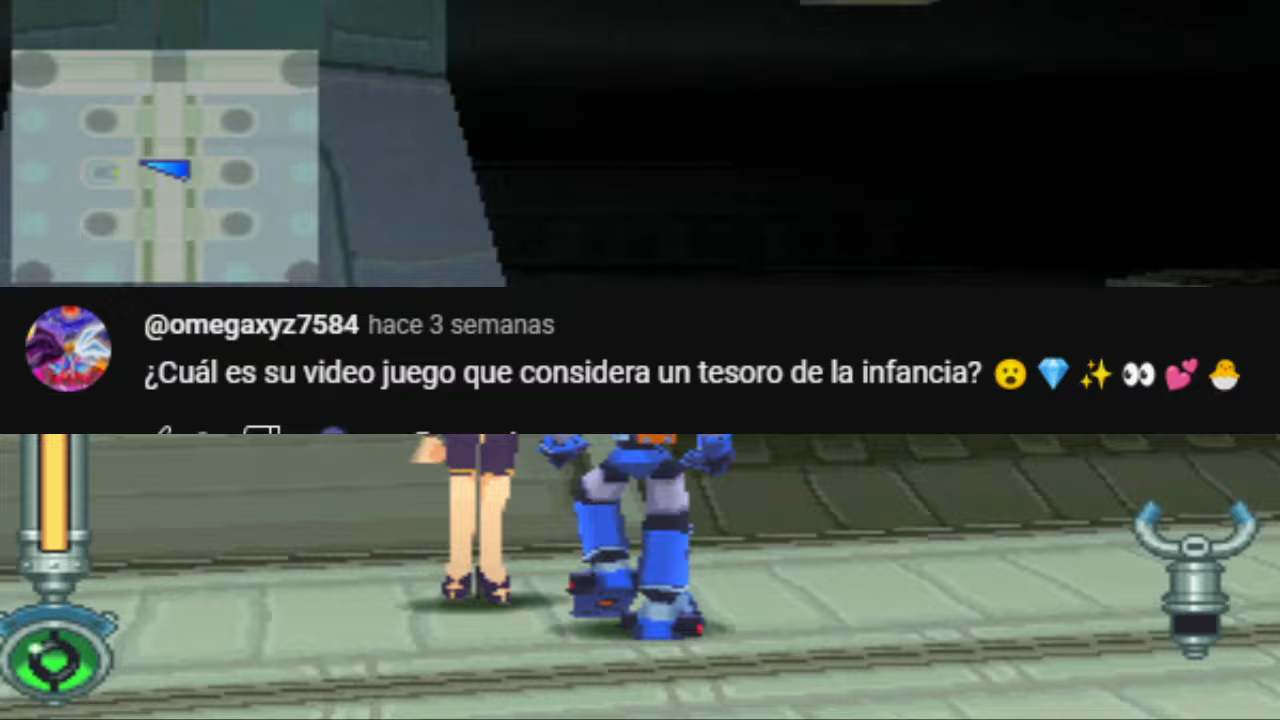 @omegaxyz7584 hace 3 semanas
¿Cuál es su video juego que considera un tesoro de la infancia? 😮 💎 ✨ 👀 💕 🐣